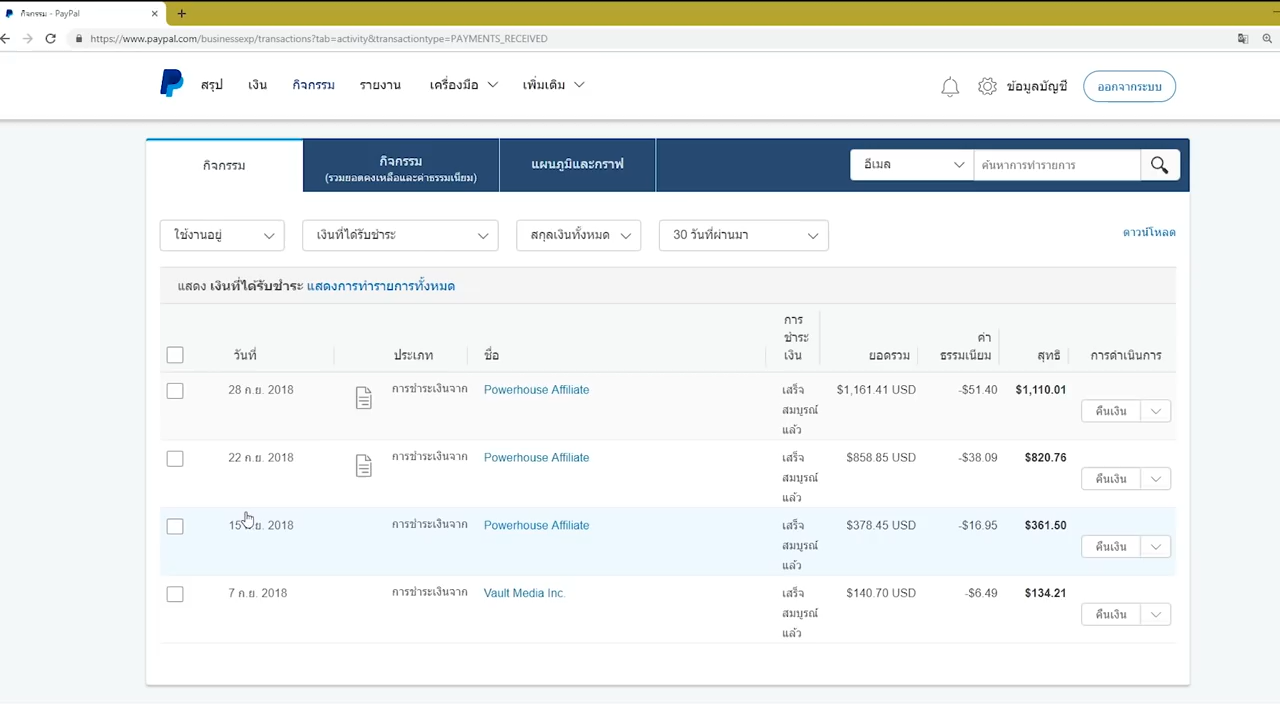 กิจกรรม - PayPal
https://www.paypal.com/businessexp/transactions?tab=activity&transactiontype=PAYMENTS_RECEIVED
สรุป เงิน กิจกรรม รายงาน เครื่องมือ เพิ่มเติม ข้อมูลบัญชี ออกจากระบบ
กิจกรรม กิจกรรม แผนภูมิและกราฟ อีเมล ค้นหาการทำรายการ
(รวมยอดคงเหลือและค่าธรรมเนียม)
ใช้งานอยู่ เงินที่ได้รับชำระ สกุลเงินทั้งหมด 30 วันที่ผ่านมา ดาวน์โหลด
แสดง เงินที่ได้รับชำระ แสดงการทำรายการทั้งหมด
การ
ชำระ ค่า
วันที่ ประเภท ชื่อ เงิน ยอดรวม ธรรมเนียม สุทธิ การดำเนินการ
28 ก.ย. 2018 การชำระเงินจาก Powerhouse Affiliate เสร็จ $1,161.41 USD -$51.40 $1,110.01
สมบูรณ์ คืนเงิน
แล้ว
22 ก.ย. 2018 การชำระเงินจาก Powerhouse Affiliate เสร็จ $858.85 USD -$38.09 $820.76
สมบูรณ์ คืนเงิน
แล้ว
15 2018 การชำระเงินจาก Powerhouse Affiliate เสร็จ $378.45 USD -$16.95 $361.50
สมบูรณ์ คืนเงิน
แล้ว
7 ก.ย. 2018 การชำระเงินจาก Vault Media Inc. เสร็จ $140.70 USD -$6.49 $134.21
สมบูรณ์ คืนเงิน
แล้ว